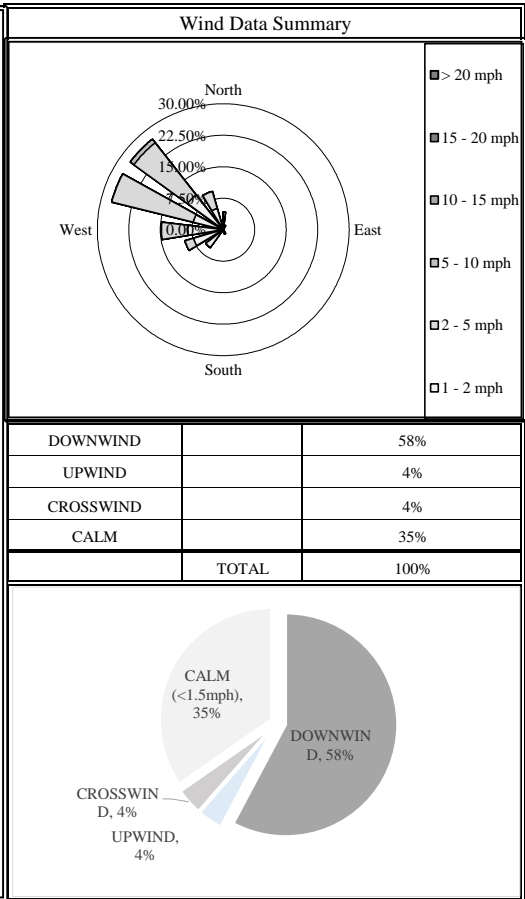 Wind Data Summary
North
30.00%
22.50%
15.00%
7.50%
0.00%
West
East
South
> 20 mph
15 - 20 mph
10 - 15 mph
5 - 10 mph
2 - 5 mph
1 - 2 mph
DOWNWIND 58%
UPWIND 4%
CROSSWIND 4%
CALM 35%
TOTAL 100%
CALM
(<1.5mph),
35%
DOWNWIN
D, 58%
CROSSWIN
D, 4%
UPWIND,
4%